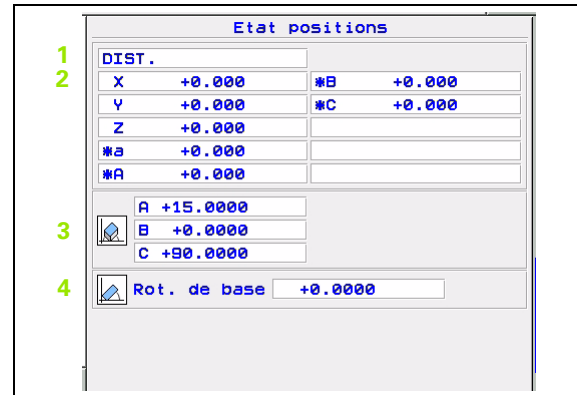 Etat positions
1 DIST.
2 X +0.000 *B +0.000
Y +0.000 *C +0.000
Z +0.000
*a +0.000
*A +0.000
A +15.0000
3 B +0.0000
C +90.0000
4 Rot. de base +0.0000